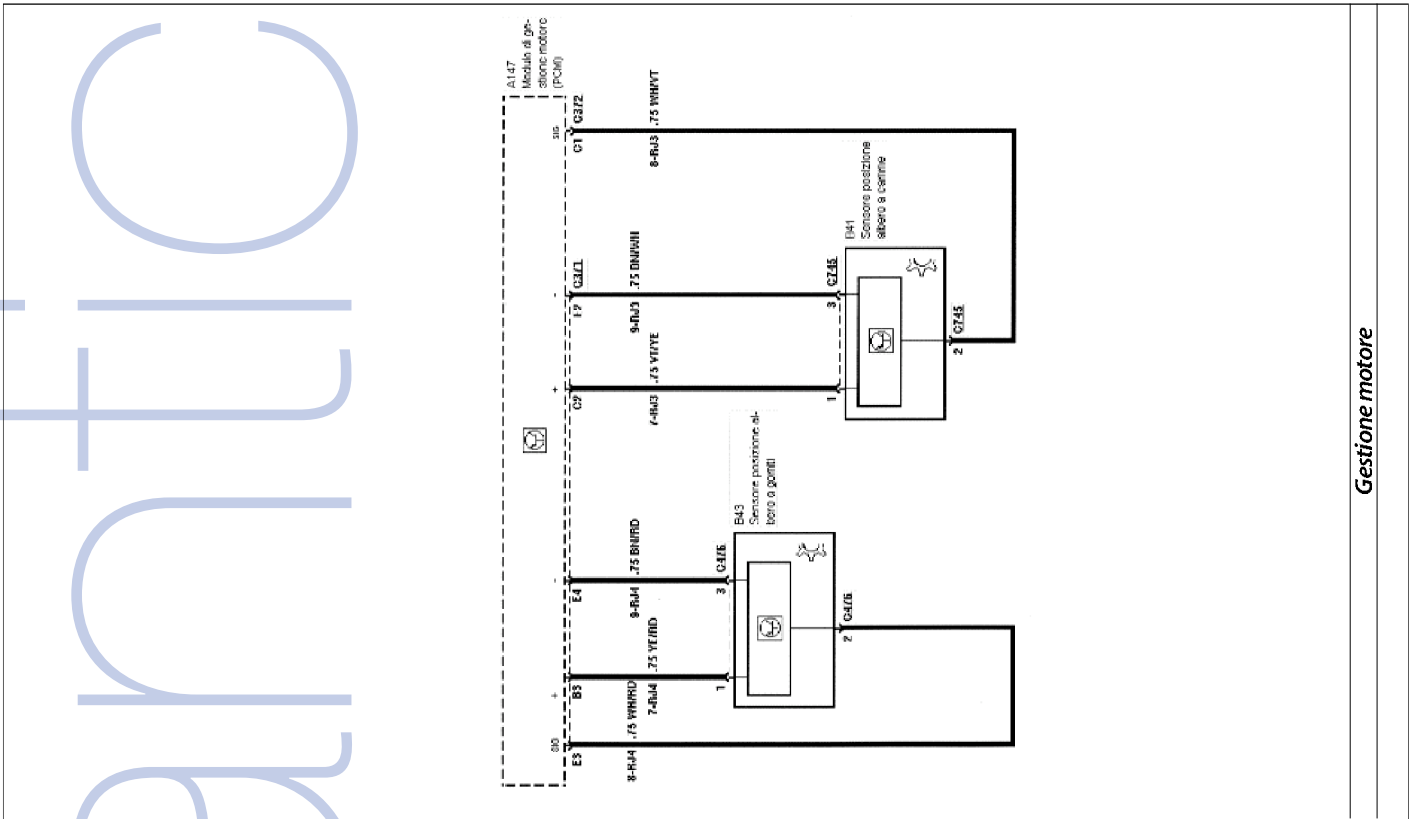 A147
Modulo di ge-
stione motore
(PCM)
SIG
C1
C372
8-RJ3 .75 WH/VT
-
C371
9-RJ3 .75 BN/WH
+
C2
7-RJ3 .75 VT/YE
-
E4
9-RJ4 .75 BN/RD
+
B3
7-RJ4 .75 YE/RD
SIG
E3
8-RJ4 .75 WH/RD
B41
Sensore posizione
albero a camme
3 C745
1
2 C745
B43
Sensore posizione al-
bero a gomiti
3 C476
1
2 C476
Gestione motore
antic